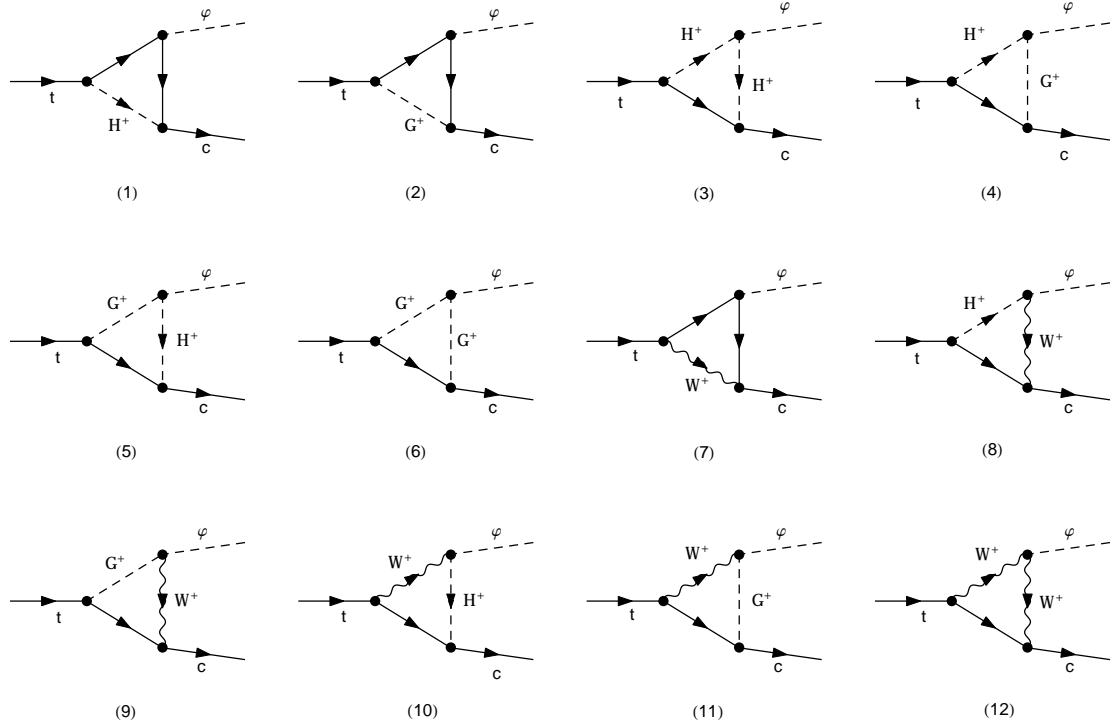 φ φ φ φ
H⁺ H⁺
t H⁺ t G⁺ t H⁺ t G⁺
c c c c
(1) (2) (3) (4)
φ φ φ φ
G⁺ G⁺ H⁺
t H⁺ t G⁺ t W⁺ t W⁺
c c c c
(5) (6) (7) (8)
φ φ φ φ
G⁺ W⁺ W⁺ W⁺
t W⁺ t H⁺ t G⁺ t W⁺
c c c c
(9) (10) (11) (12)